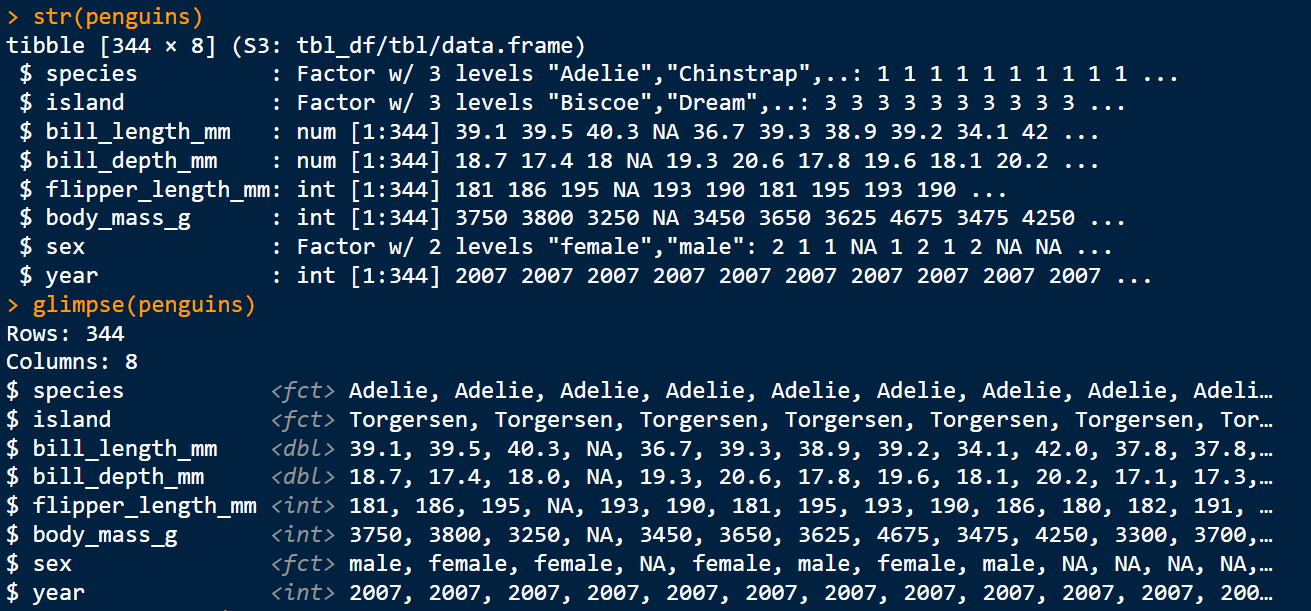 > str(penguins)
tibble [344 × 8] (S3: tbl_df/tbl/data.frame)
 $ species          : Factor w/ 3 levels "Adelie","Chinstrap",..: 1 1 1 1 1 1 1 1 1 1 ...
 $ island           : Factor w/ 3 levels "Biscoe","Dream",..: 3 3 3 3 3 3 3 3 3 3 ...
 $ bill_length_mm   : num [1:344] 39.1 39.5 40.3 NA 36.7 39.3 38.9 39.2 34.1 42 ...
 $ bill_depth_mm    : num [1:344] 18.7 17.4 18 NA 19.3 20.6 17.8 19.6 18.1 20.2 ...
 $ flipper_length_mm: int [1:344] 181 186 195 NA 193 190 181 195 193 190 ...
 $ body_mass_g      : int [1:344] 3750 3800 3250 NA 3450 3650 3625 4675 3475 4250 ...
 $ sex              : Factor w/ 2 levels "female","male": 2 1 1 NA 1 2 1 2 NA NA ...
 $ year             : int [1:344] 2007 2007 2007 2007 2007 2007 2007 2007 2007 2007 ...
> glimpse(penguins)
Rows: 344
Columns: 8
$ species           <fct> Adelie, Adelie, Adelie, Adelie, Adelie, Adelie, Adelie, Adelie, Adeli…
$ island            <fct> Torgersen, Torgersen, Torgersen, Torgersen, Torgersen, Torgersen, Tor…
$ bill_length_mm    <dbl> 39.1, 39.5, 40.3, NA, 36.7, 39.3, 38.9, 39.2, 34.1, 42.0, 37.8, 37.8,…
$ bill_depth_mm     <dbl> 18.7, 17.4, 18.0, NA, 19.3, 20.6, 17.8, 19.6, 18.1, 20.2, 17.1, 17.3,…
$ flipper_length_mm <int> 181, 186, 195, NA, 193, 190, 181, 195, 193, 190, 186, 180, 182, 191, …
$ body_mass_g       <int> 3750, 3800, 3250, NA, 3450, 3650, 3625, 4675, 3475, 4250, 3300, 3700,…
$ sex               <fct> male, female, female, NA, female, male, female, male, NA, NA, NA, NA,…
$ year              <int> 2007, 2007, 2007, 2007, 2007, 2007, 2007, 2007, 2007, 2007, 2007, 200…